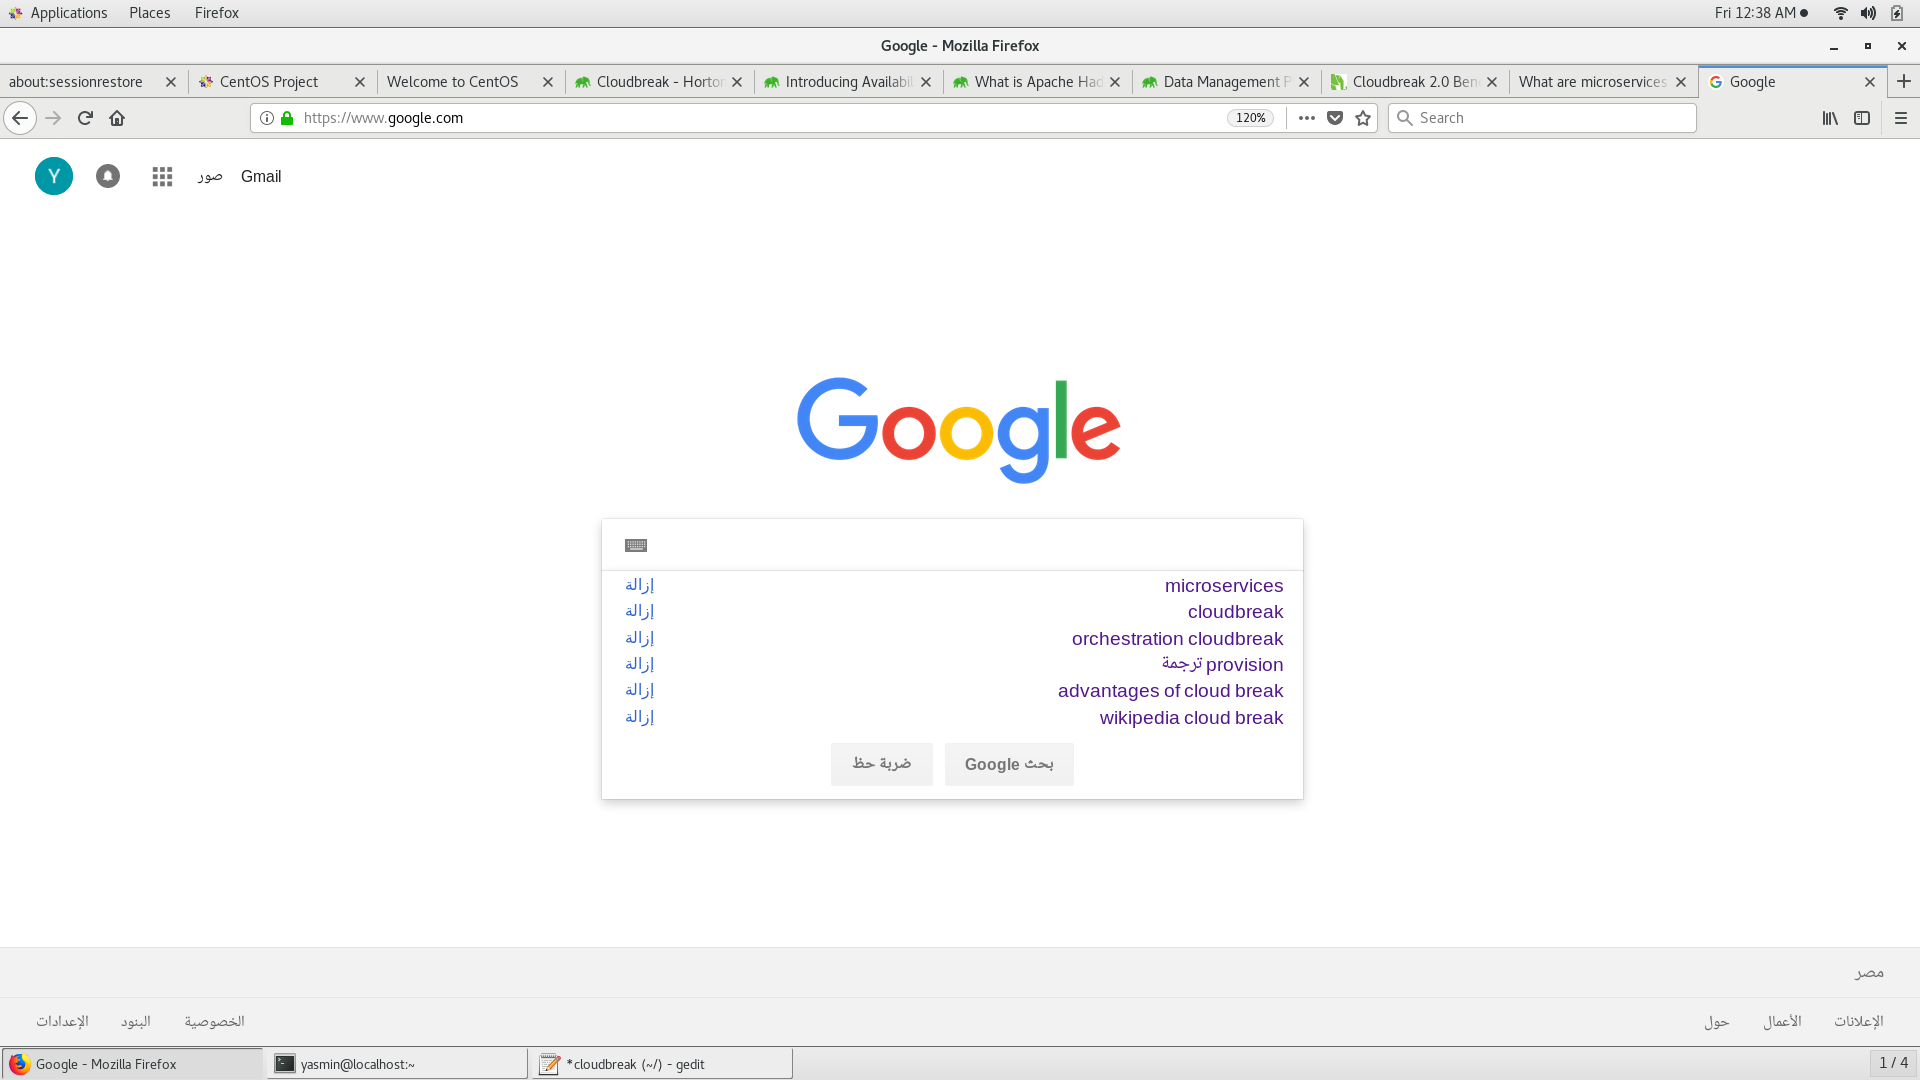 Applications Places Firefox Fri 12:38 AM
Google - Mozilla Firefox
about:sessionrestore CentOS Project Welcome to CentOS Cloudbreak - Horton Introducing Availabil What is Apache Had Data Management P Cloudbreak 2.0 Ben What are microservices Google
https://www.google.com 120% Search
Y صور Gmail
Google
microservices إزالة
cloudbreak إزالة
orchestration cloudbreak إزالة
provision ترجمة إزالة
advantages of cloud break إزالة
wikipedia cloud break إزالة
بحث Google ضربة حظ
مصر
الإعلانات الأعمال حول الخصوصية البنود الإعدادات
Google - Mozilla Firefox yasmin@localhost:~ *cloudbreak (~/) - gedit 1 / 4